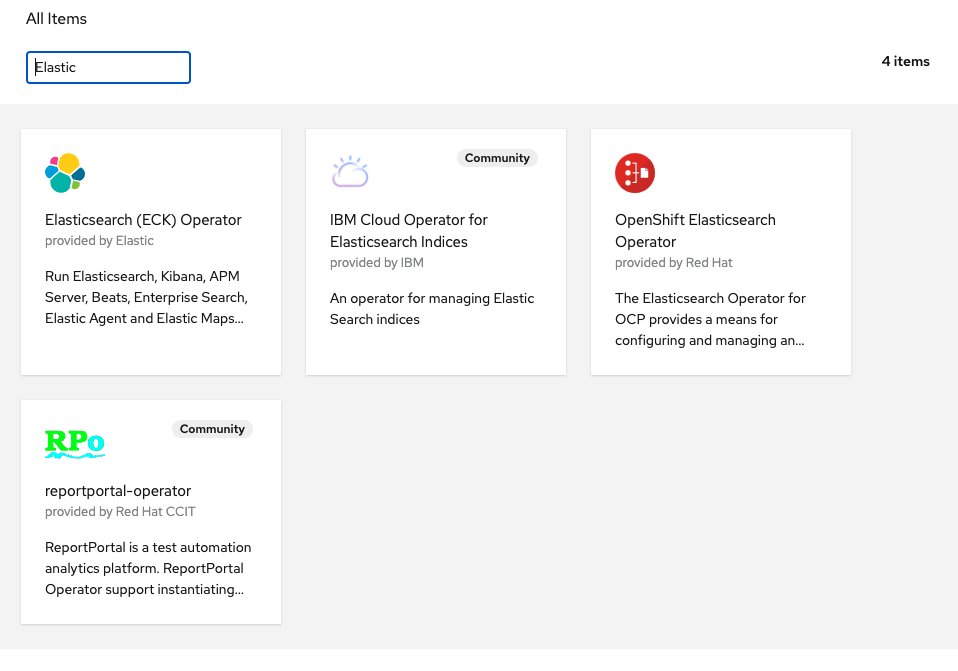 All Items
Elastic
4 items
Elasticsearch (ECK) Operator
provided by Elastic
Run Elasticsearch, Kibana, APM
Server, Beats, Enterprise Search,
Elastic Agent and Elastic Maps...
Community
IBM Cloud Operator for
Elasticsearch Indices
provided by IBM
An operator for managing Elastic
Search indices
OpenShift Elasticsearch
Operator
provided by Red Hat
The Elasticsearch Operator for
OCP provides a means for
configuring and managing an...
RPo
Community
reportportal-operator
provided by Red Hat CCIT
ReportPortal is a test automation
analytics platform. ReportPortal
Operator support instantiating...